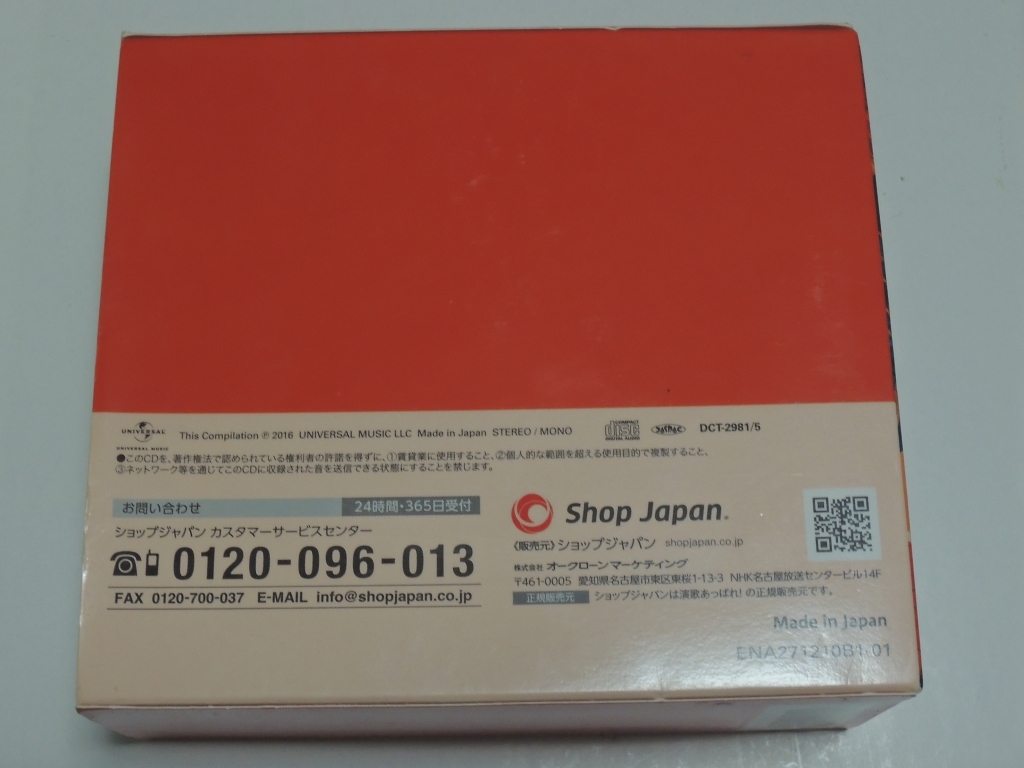 UNIVERSAL
UNIVERSAL MUSIC
This Compilation ℗ 2016 UNIVERSAL MUSIC LLC Made in Japan STEREO / MONO
COMPACT
disc
DIGITAL AUDIO
JASRAC
DCT-2981/5
●このCDを、著作権法で認められている権利者の許諾を得ずに、①賃貸業に使用すること、②個人的な範囲を超える使用目的で複製すること、
③ネットワーク等を通じてこのCDに収録された音を送信できる状態にすることを禁じます。
お問い合わせ 24時間・365日受付
ショップジャパン カスタマーサービスセンター
0120-096-013
FAX 0120-700-037 E-MAIL info@shopjapan.co.jp
Shop Japan®
〈販売元〉ショップジャパン shopjapan.co.jp
株式会社 オークローンマーケティング
〒461-0005 愛知県名古屋市東区東桜1-13-3 NHK名古屋放送センタービル14F
正規販売元 ショップジャパンは演歌あっぱれ!の正規販売元です。
Made in Japan
ENA271210B1-01